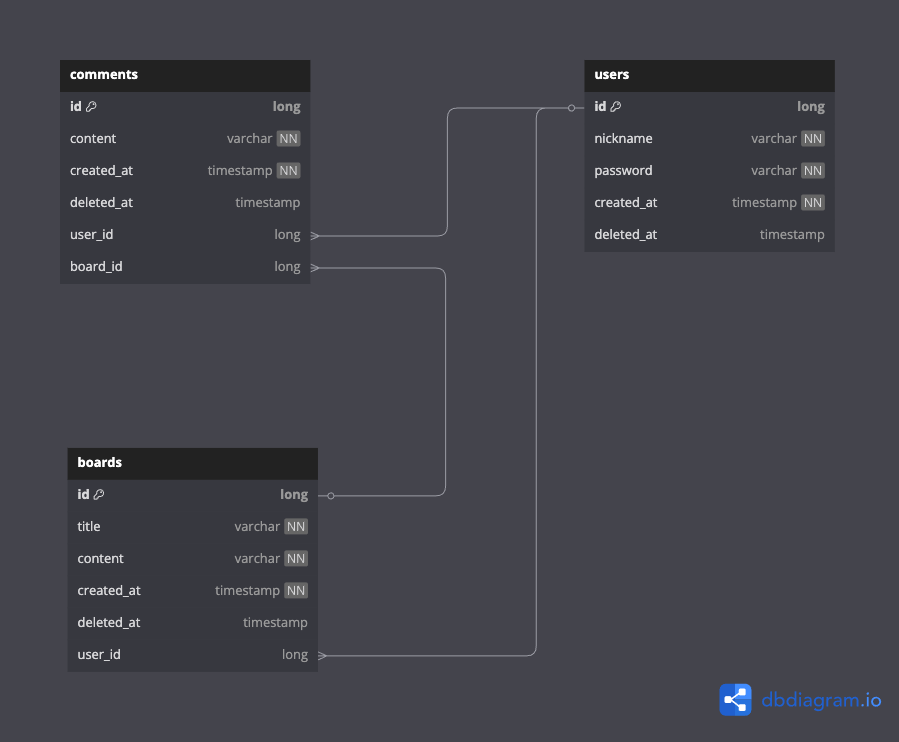 comments
id long
content varchar NN
created_at timestamp NN
deleted_at timestamp
user_id long
board_id long
users
id long
nickname varchar NN
password varchar NN
created_at timestamp NN
deleted_at timestamp
boards
id long
title varchar NN
content varchar NN
created_at timestamp NN
deleted_at timestamp
user_id long
dbdiagram.io